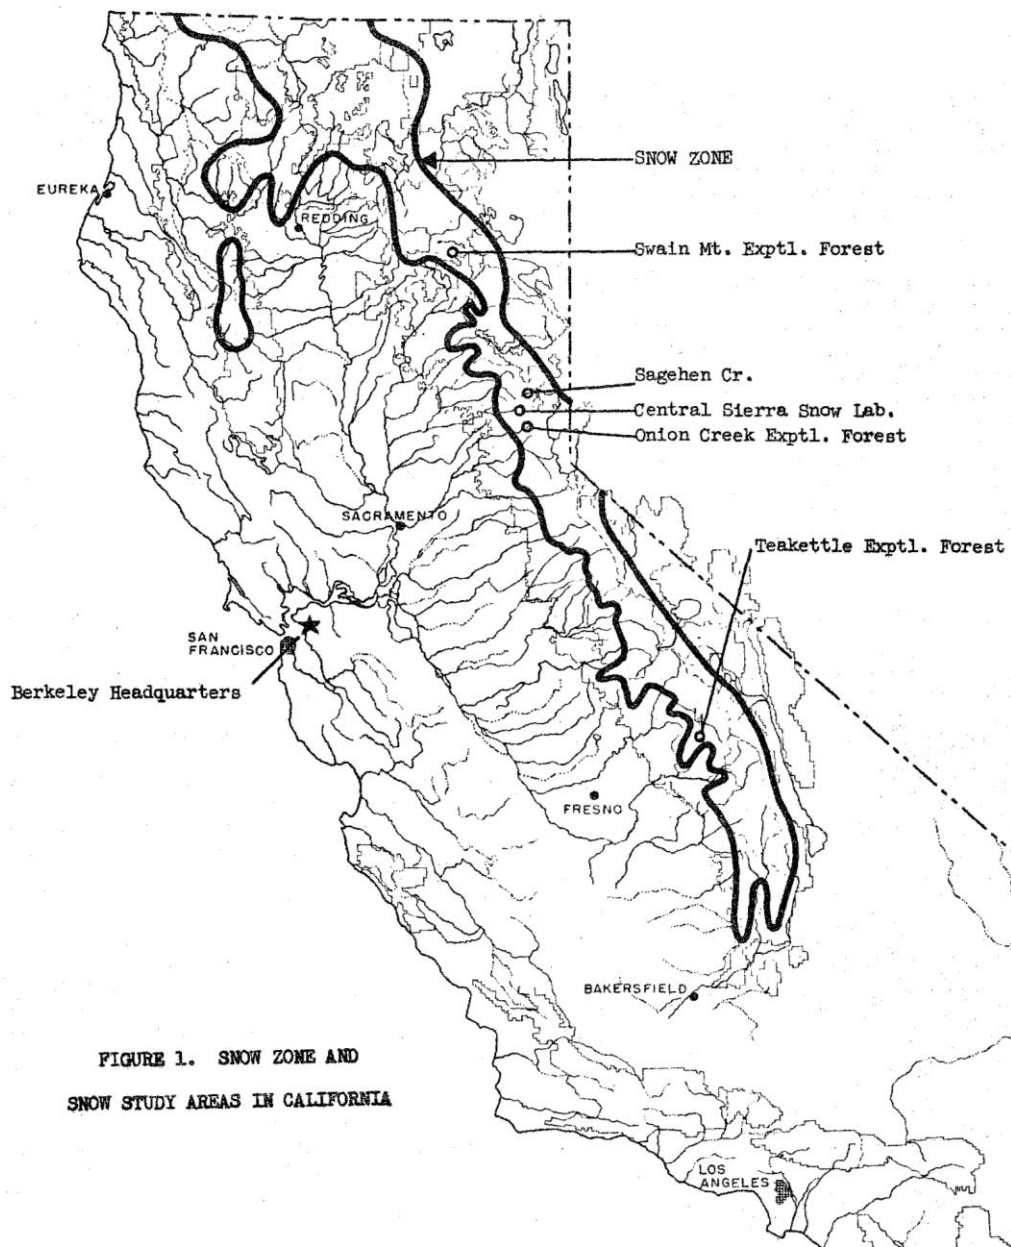 SNOW ZONE
EUREKA
REDDING
Swain Mt. Exptl. Forest
Sagehen Cr.
Central Sierra Snow Lab.
Onion Creek Exptl. Forest
SACRAMENTO
Teakettle Exptl. Forest
SAN
FRANCISCO
Berkeley Headquarters
FRESNO
BAKERSFIELD
FIGURE 1. SNOW ZONE AND
SNOW STUDY AREAS IN CALIFORNIA
LOS
ANGELES